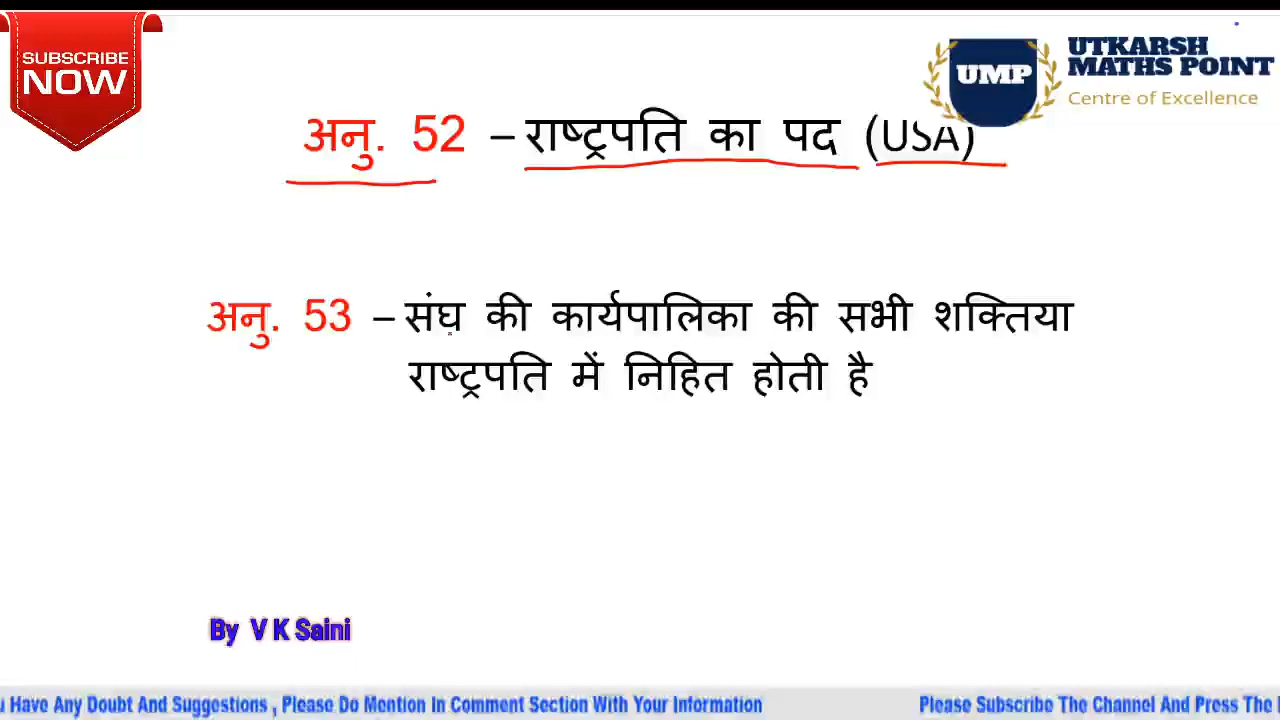 SUBSCRIBE
NOW
UMP
UTKARSH
MATHS POINT
Centre of Excellence
अनु. 52 – राष्ट्रपति का पद (USA)
अनु. 53 – संघ की कार्यपालिका की सभी शक्तिया
राष्ट्रपति में निहित होती है
By V K Saini
u Have Any Doubt And Suggestions , Please Do Mention In Comment Section With Your Information Please Subscribe The Channel And Press The